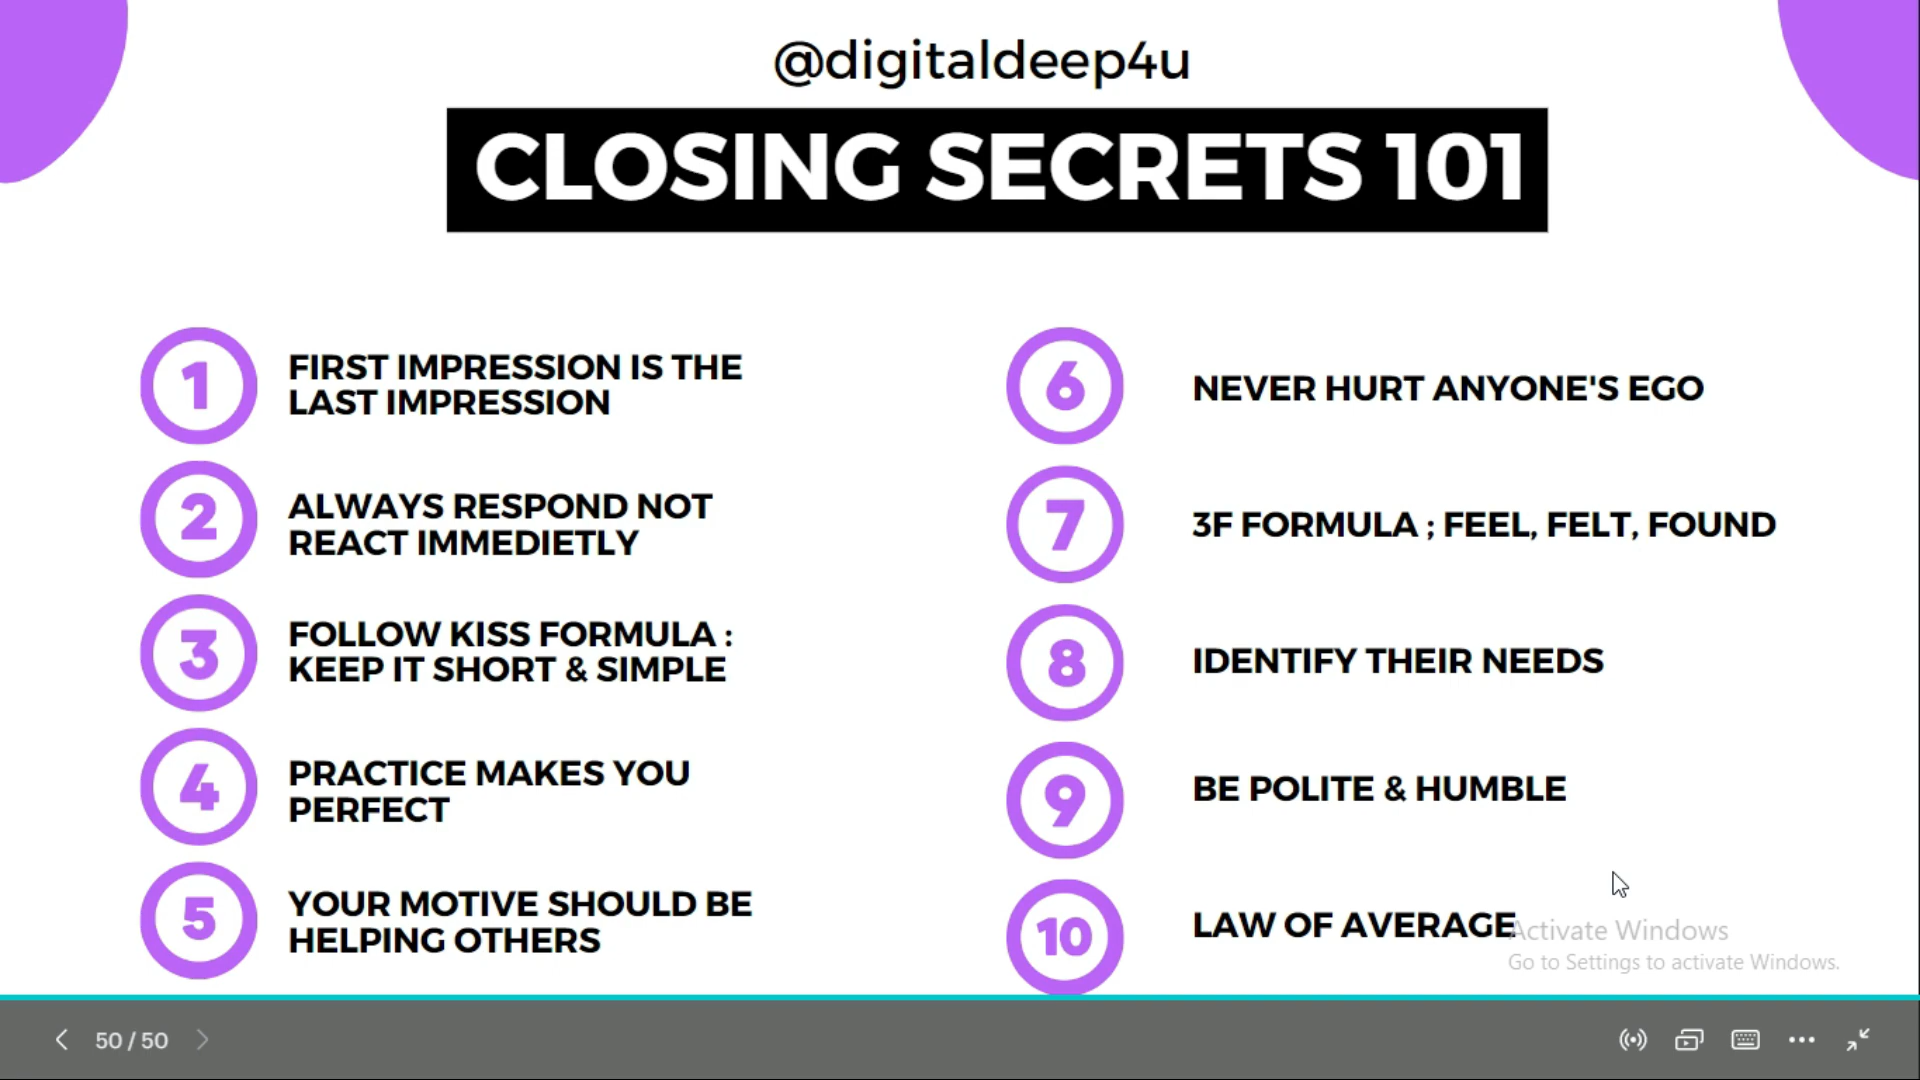 @digitaldeep4u
CLOSING SECRETS 101
1
FIRST IMPRESSION IS THE
LAST IMPRESSION
2
ALWAYS RESPOND NOT
REACT IMMEDIETLY
3
FOLLOW KISS FORMULA :
KEEP IT SHORT & SIMPLE
4
PRACTICE MAKES YOU
PERFECT
5
YOUR MOTIVE SHOULD BE
HELPING OTHERS
6
NEVER HURT ANYONE'S EGO
7
3F FORMULA ; FEEL, FELT, FOUND
8
IDENTIFY THEIR NEEDS
9
BE POLITE & HUMBLE
10
LAW OF AVERAGE
Activate Windows
Go to Settings to activate Windows.
50 / 50